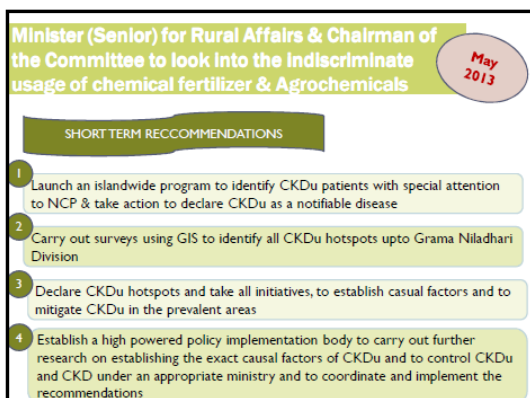 Minister (Senior) for Rural Affairs & Chairman of
the Committee to look into the indiscriminate
usage of chemical fertilizer & Agrochemicals
May
2013
SHORT TERM RECCOMMENDATIONS
1
Launch an islandwide program to identify CKDu patients with special attention
to NCP & take action to declare CKDu as a notifiable disease
2
Carry out surveys using GIS to identify all CKDu hotspots upto Grama Niladhari
Division
3
Declare CKDu hotspots and take all initiatives, to establish casual factors and to
mitigate CKDu in the prevalent areas
4
Establish a high powered policy implementation body to carry out further
research on establishing the exact causal factors of CKDu and to control CKDu
and CKD under an appropriate ministry and to coordinate and implement the
recommendations